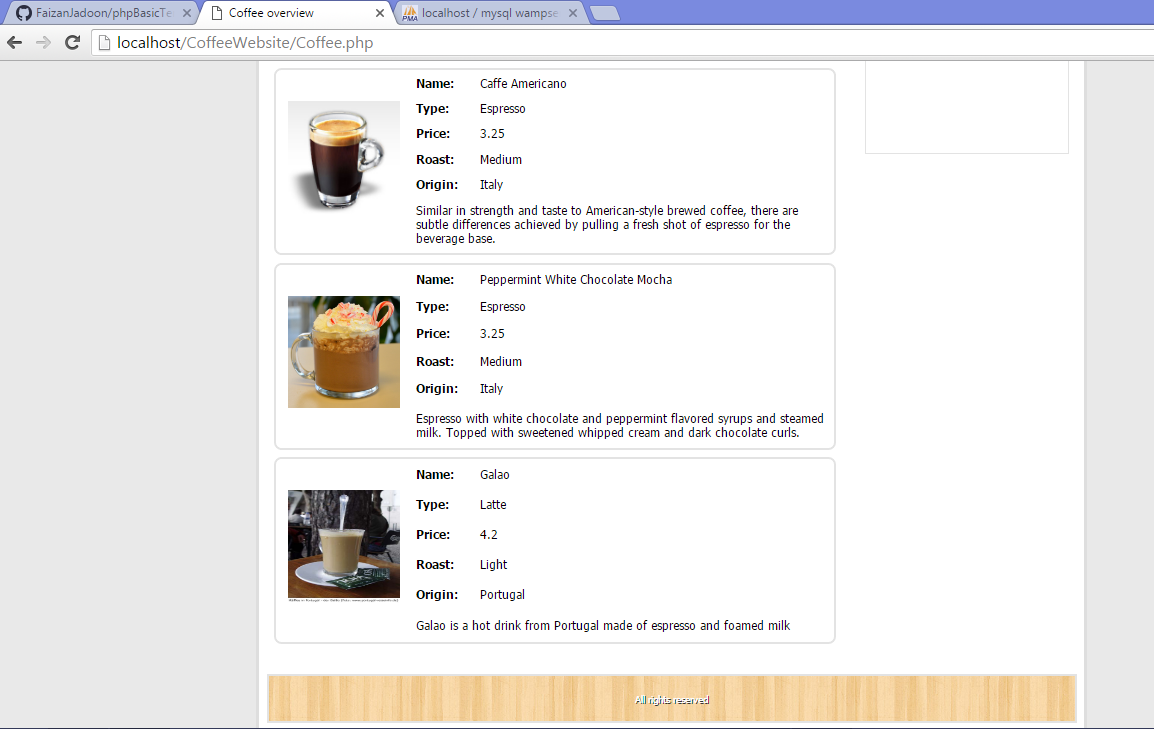 FaizanJadoon/phpBasicTe
Coffee overview
PMA localhost / mysql wampse
localhost/CoffeeWebsite/Coffee.php
Name: Caffe Americano
Type: Espresso
Price: 3.25
Roast: Medium
Origin: Italy
Similar in strength and taste to American-style brewed coffee, there are
subtle differences achieved by pulling a fresh shot of espresso for the
beverage base.
Name: Peppermint White Chocolate Mocha
Type: Espresso
Price: 3.25
Roast: Medium
Origin: Italy
Espresso with white chocolate and peppermint flavored syrups and steamed
milk. Topped with sweetened whipped cream and dark chocolate curls.
Name: Galao
Type: Latte
Price: 4.2
Roast: Light
Origin: Portugal
Galao is a hot drink from Portugal made of espresso and foamed milk
All rights reserved